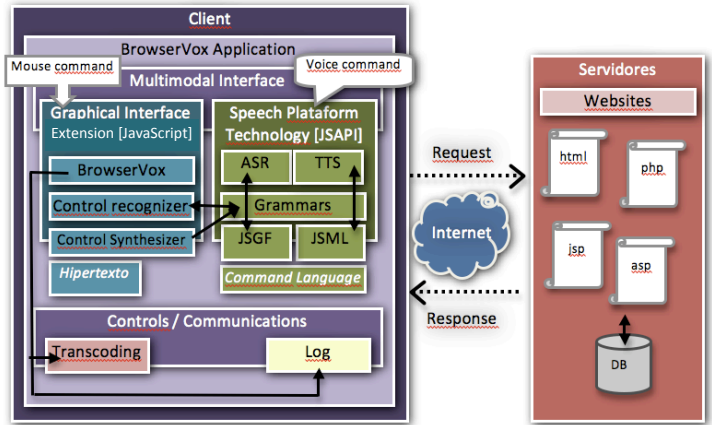 Client
BrowserVox Application
Mouse command
Voice command
Multimodal Interface
Graphical Interface
Extension [JavaScript]
BrowserVox
Control recognizer
Control Synthesizer
Hipertexto
Speech Plataform
Technology [JSAPI]
ASR
TTS
Grammars
JSGF
JSML
Command Language
Controls / Communications
Transcoding
Log
Request
Internet
Response
Servidores
Websites
html
php
jsp
asp
DB